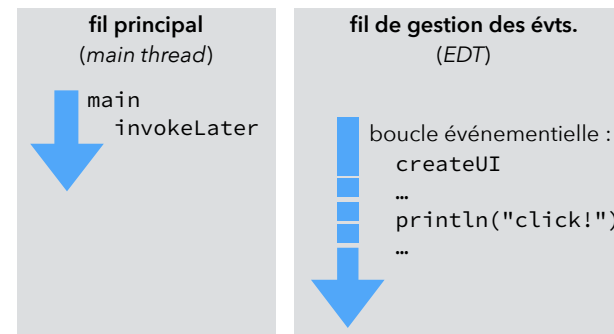 fil principal
(main thread)
main
invokeLater
fil de gestion des évts.
(EDT)
boucle événementielle :
createUI
…
println("click!")
…